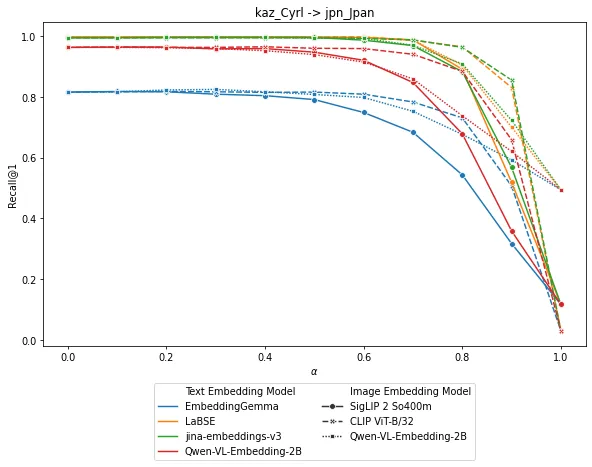 kaz_Cyrl -> jpn_Jpan
1.0
0.8
0.6
0.4
0.2
0.0
Recall@1
0.0 0.2 0.4 0.6 0.8 1.0
α
Text Embedding Model Image Embedding Model
EmbeddingGemma SigLIP 2 So400m
LaBSE CLIP ViT-B/32
jina-embeddings-v3 Qwen-VL-Embedding-2B
Qwen-VL-Embedding-2B